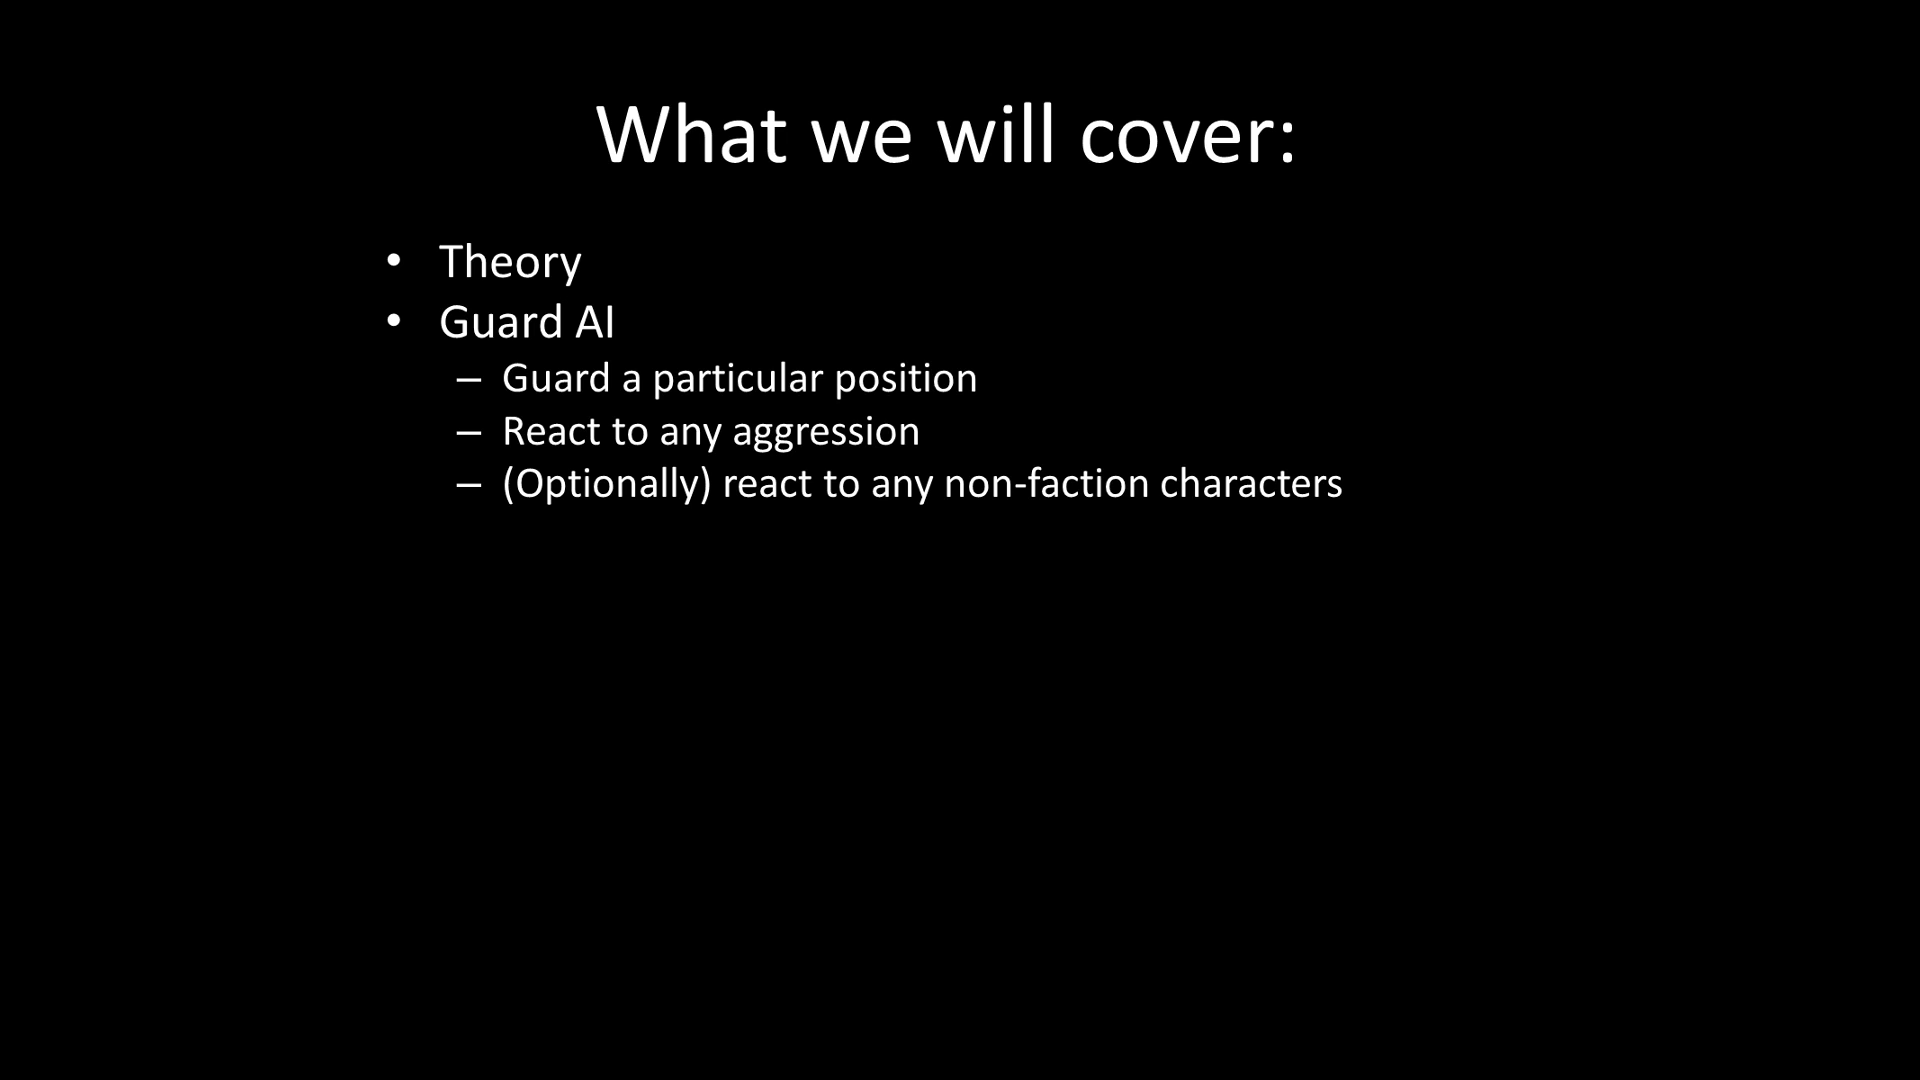 What we will cover:
• Theory
• Guard AI
– Guard a particular position
– React to any aggression
– (Optionally) react to any non-faction characters